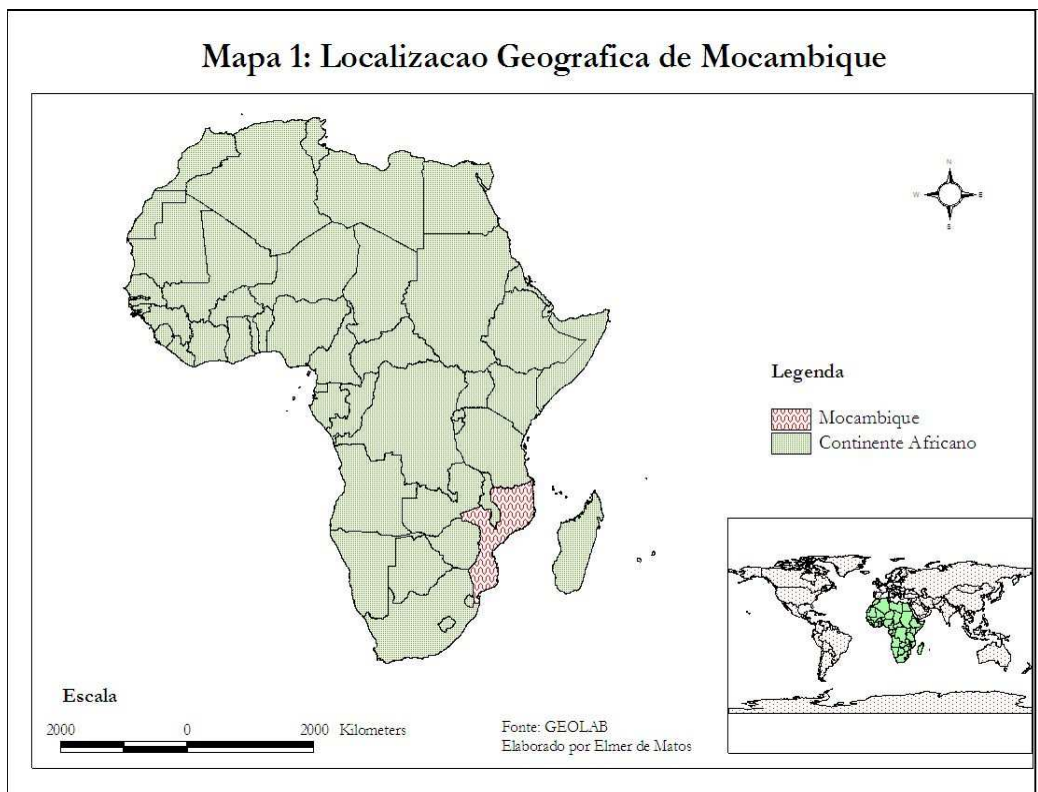 Mapa 1: Localizacao Geografica de Mocambique
N
W E
S
Legenda
Mocambique
Continente Africano
Escala
2000 0 2000 Kilometers
Fonte: GEOLAB
Elaborado por Elmer de Matos